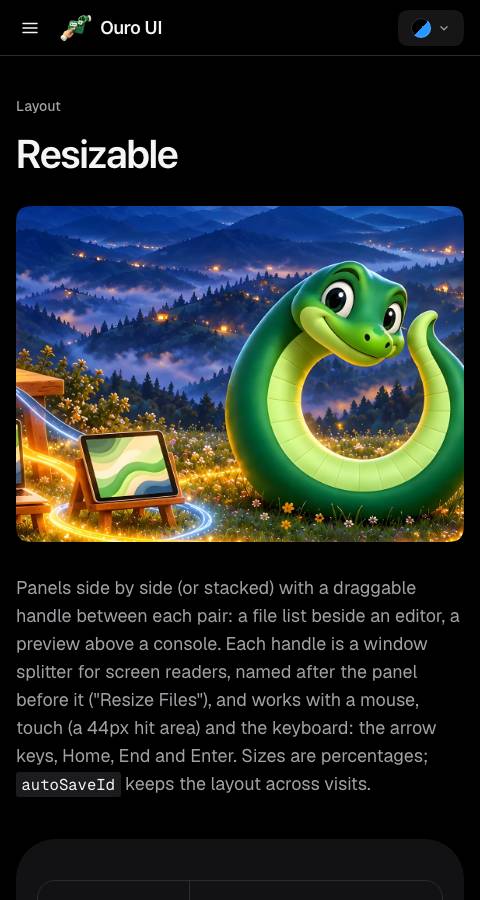 Ouro UI
Layout
Resizable
Panels side by side (or stacked) with a draggable
handle between each pair: a file list beside an editor, a
preview above a console. Each handle is a window
splitter for screen readers, named after the panel
before it ("Resize Files"), and works with a mouse,
touch (a 44px hit area) and the keyboard: the arrow
keys, Home, End and Enter. Sizes are percentages;
autoSaveId keeps the layout across visits.